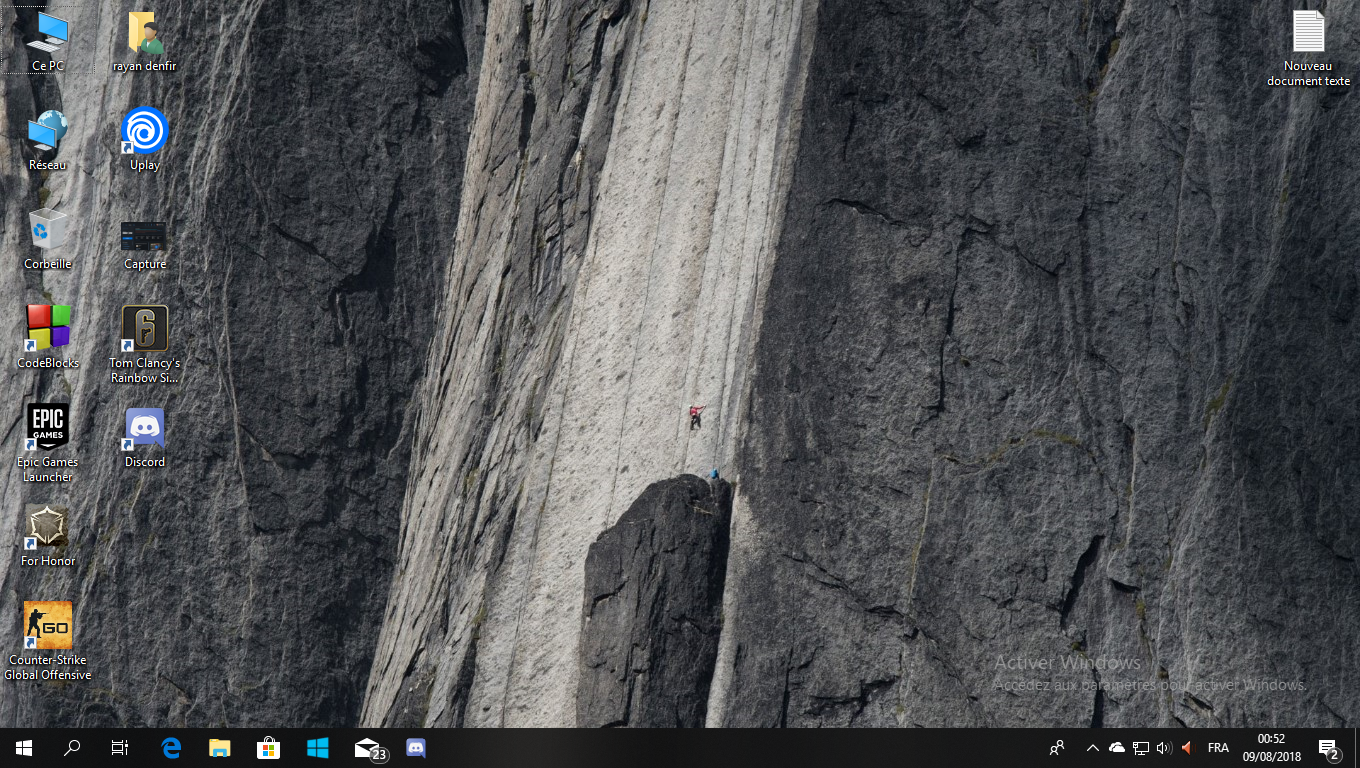 Ce PC
rayan denfir
Nouveau
document texte
Réseau
Uplay
Corbeille
Capture
CodeBlocks
Tom Clancy's
Rainbow Si...
EPIC
GAMES
Epic Games
Launcher
Discord
For Honor
GO
Counter-Strike
Global Offensive
Activer Windows
Accédez aux paramètres pour activer Windows.
23
FRA
00:52
09/08/2018
2